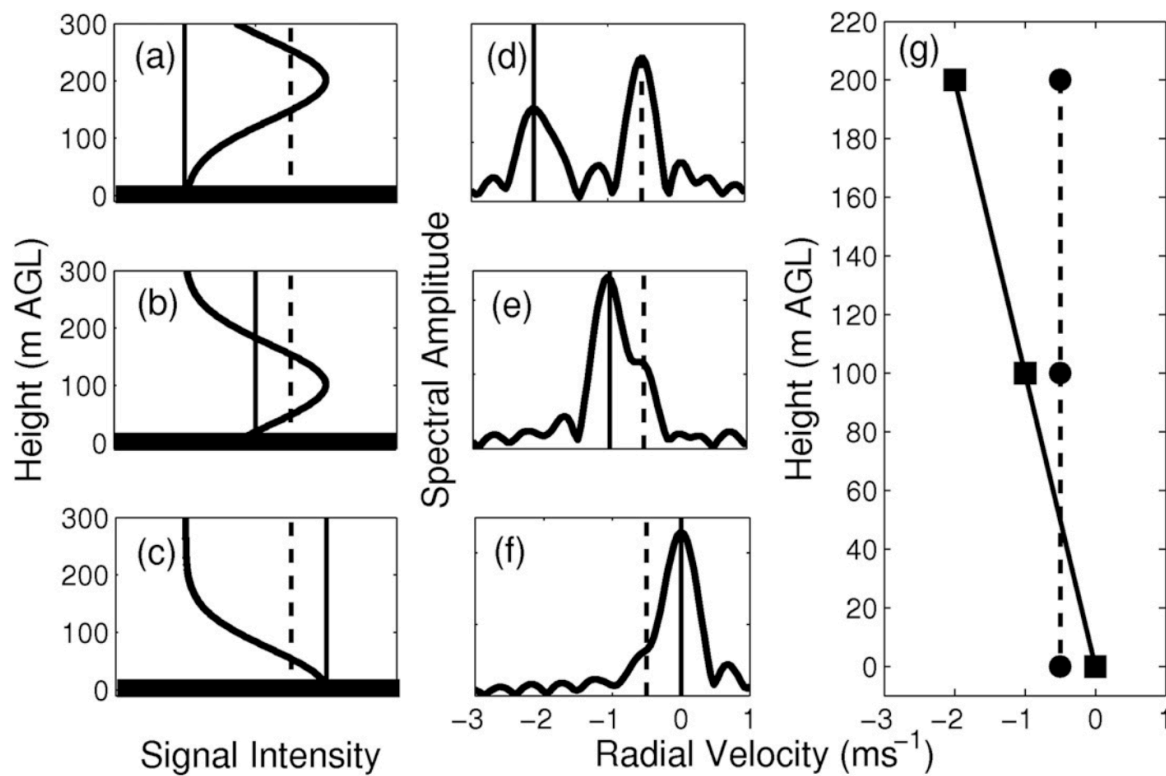 (a)
300
200
100
0
(b)
300
200
100
0
(c)
300
200
100
0
Height (m AGL)
Signal Intensity
(d)
(e)
(f)
Spectral Amplitude
−3 −2 −1 0 1
Radial Velocity (ms⁻¹)
(g)
220
200
180
160
140
120
100
80
60
40
20
0
Height (m AGL)
−3 −2 −1 0 1